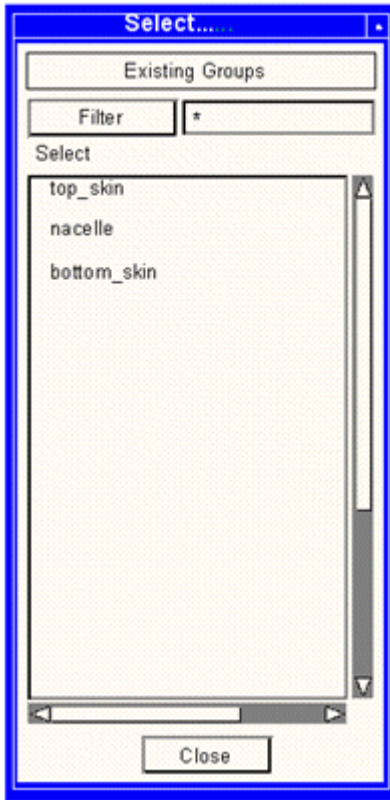 Select......
Existing Groups
Filter *
Select
top_skin
nacelle
bottom_skin
Close